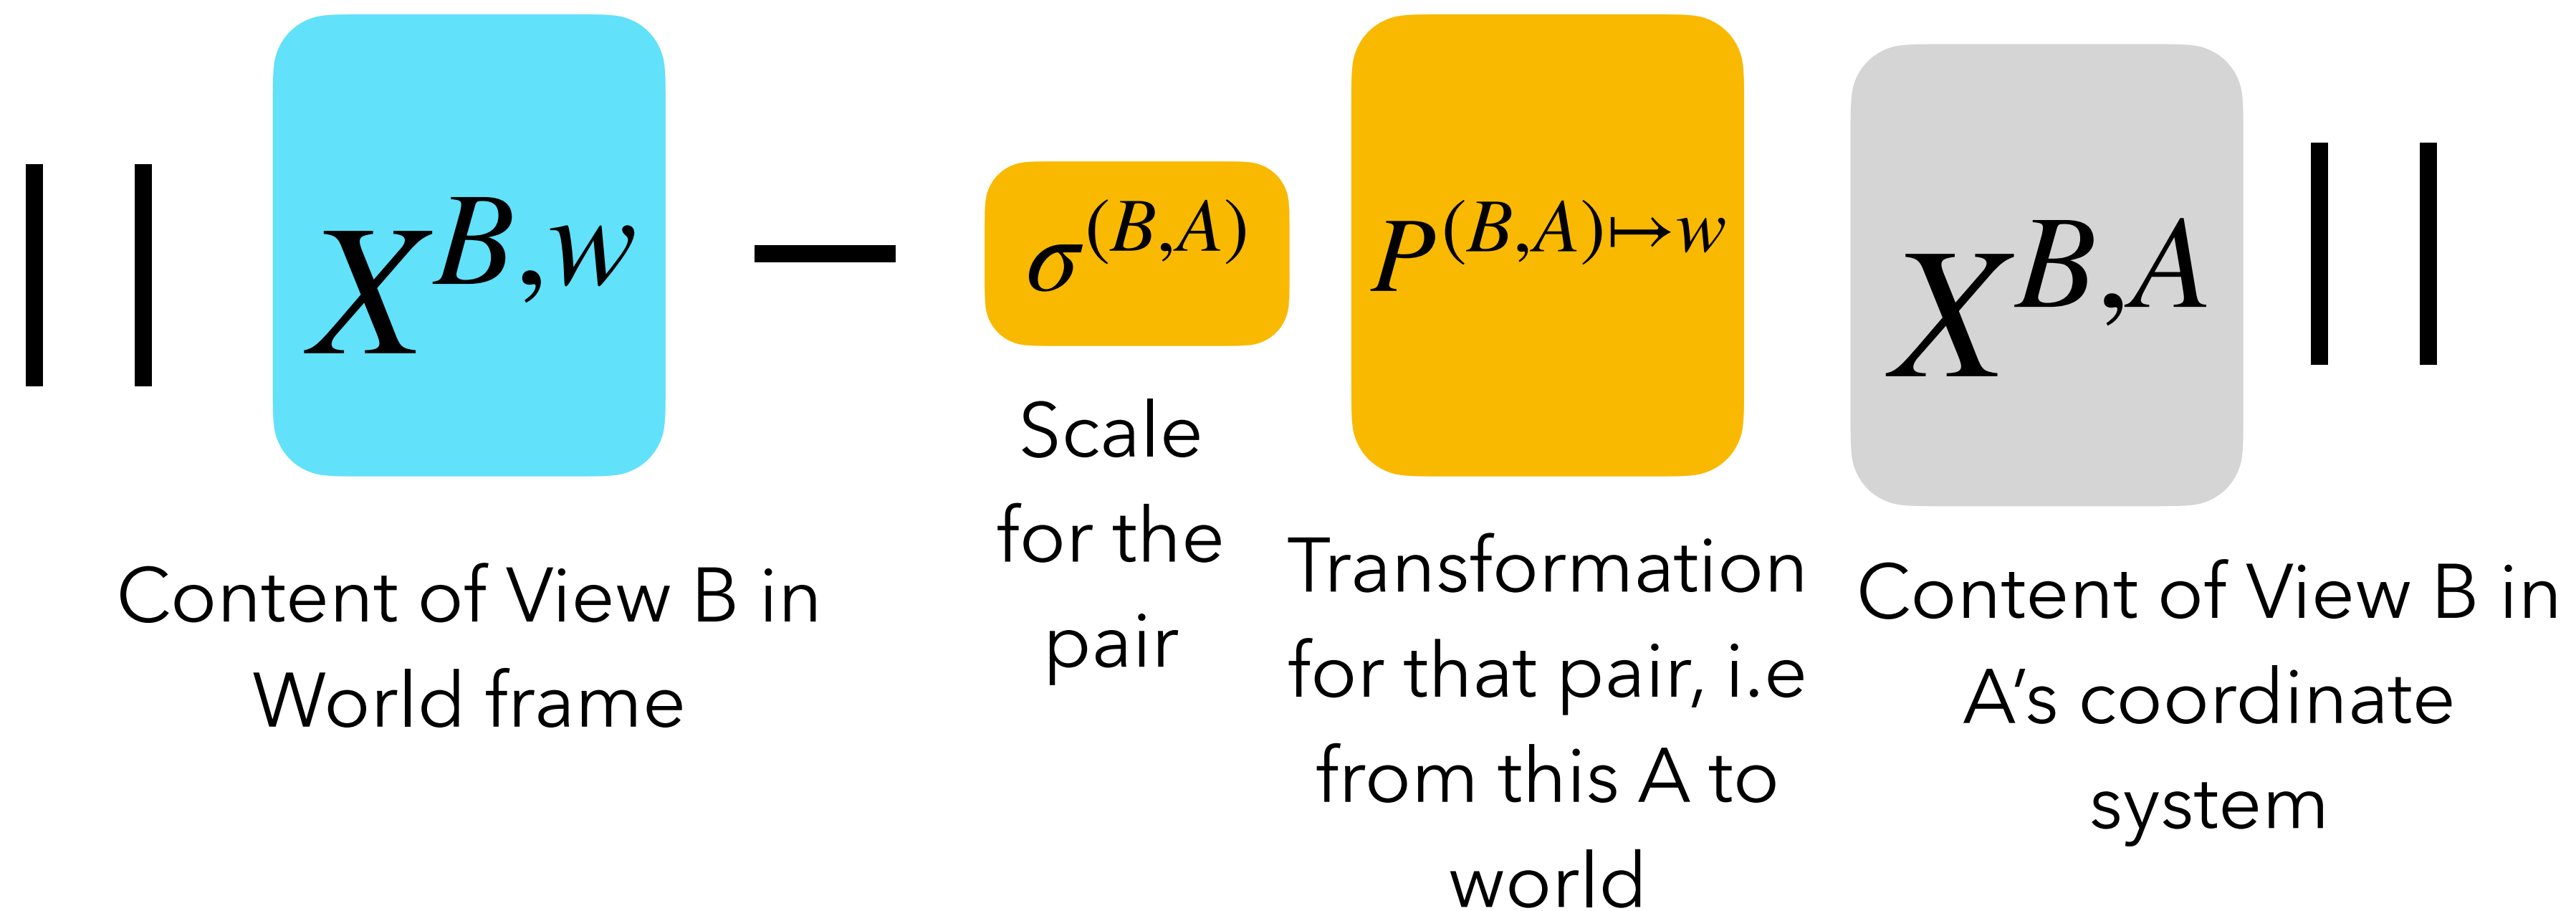 || X^{B,w} − σ^{(B,A)} P^{(B,A)↦w} X^{B,A} ||
Content of View B in
World frame
Scale
for the
pair
Transformation
for that pair, i.e
from this A to
world
Content of View B in
A’s coordinate
system